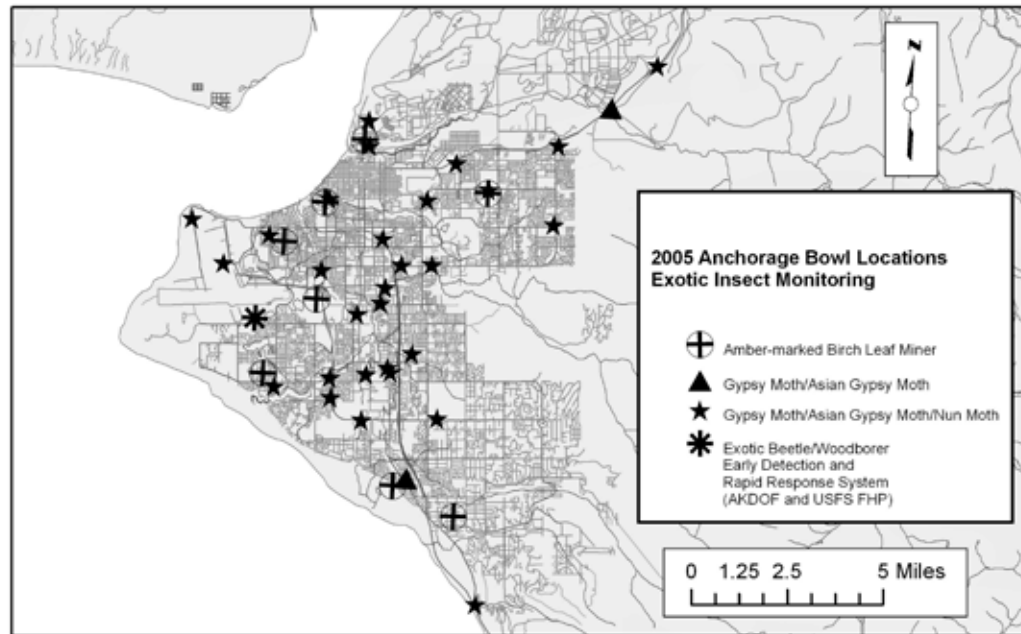 N
2005 Anchorage Bowl Locations
Exotic Insect Monitoring
Amber-marked Birch Leaf Miner
Gypsy Moth/Asian Gypsy Moth
Gypsy Moth/Asian Gypsy Moth/Nun Moth
Exotic Beetle/Woodborer
Early Detection and
Rapid Response System
(AKDOF and USFS FHP)
0 1.25 2.5 5 Miles